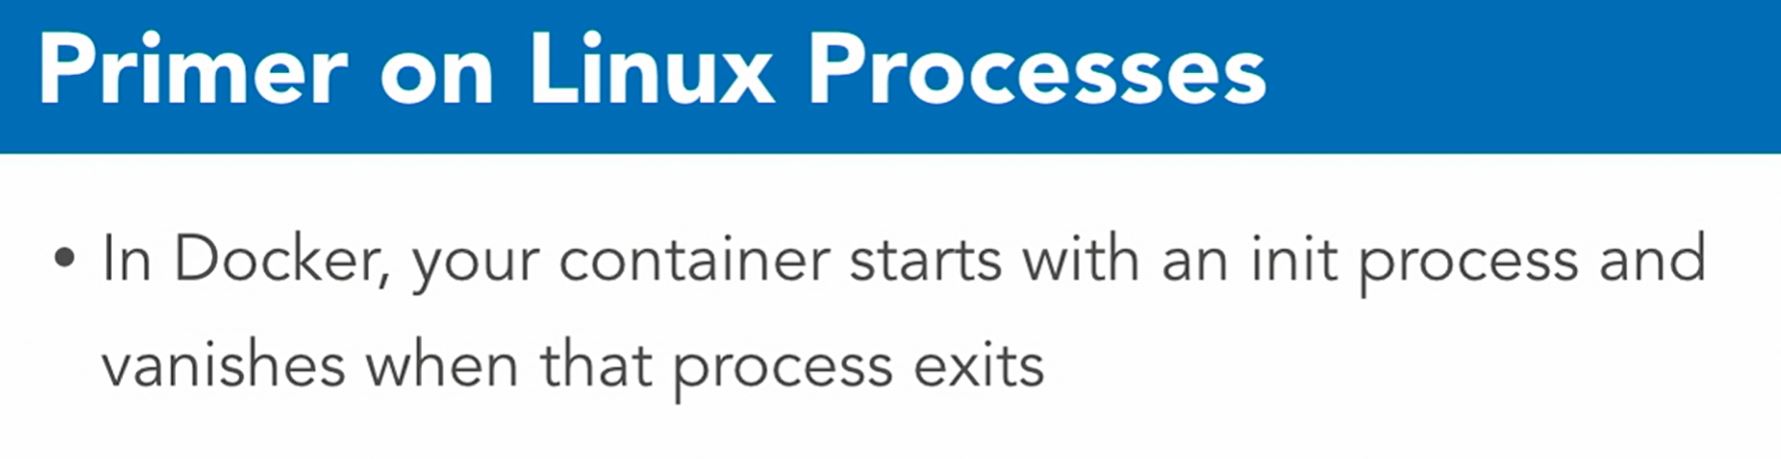 Primer on Linux Processes
• In Docker, your container starts with an init process and
vanishes when that process exits